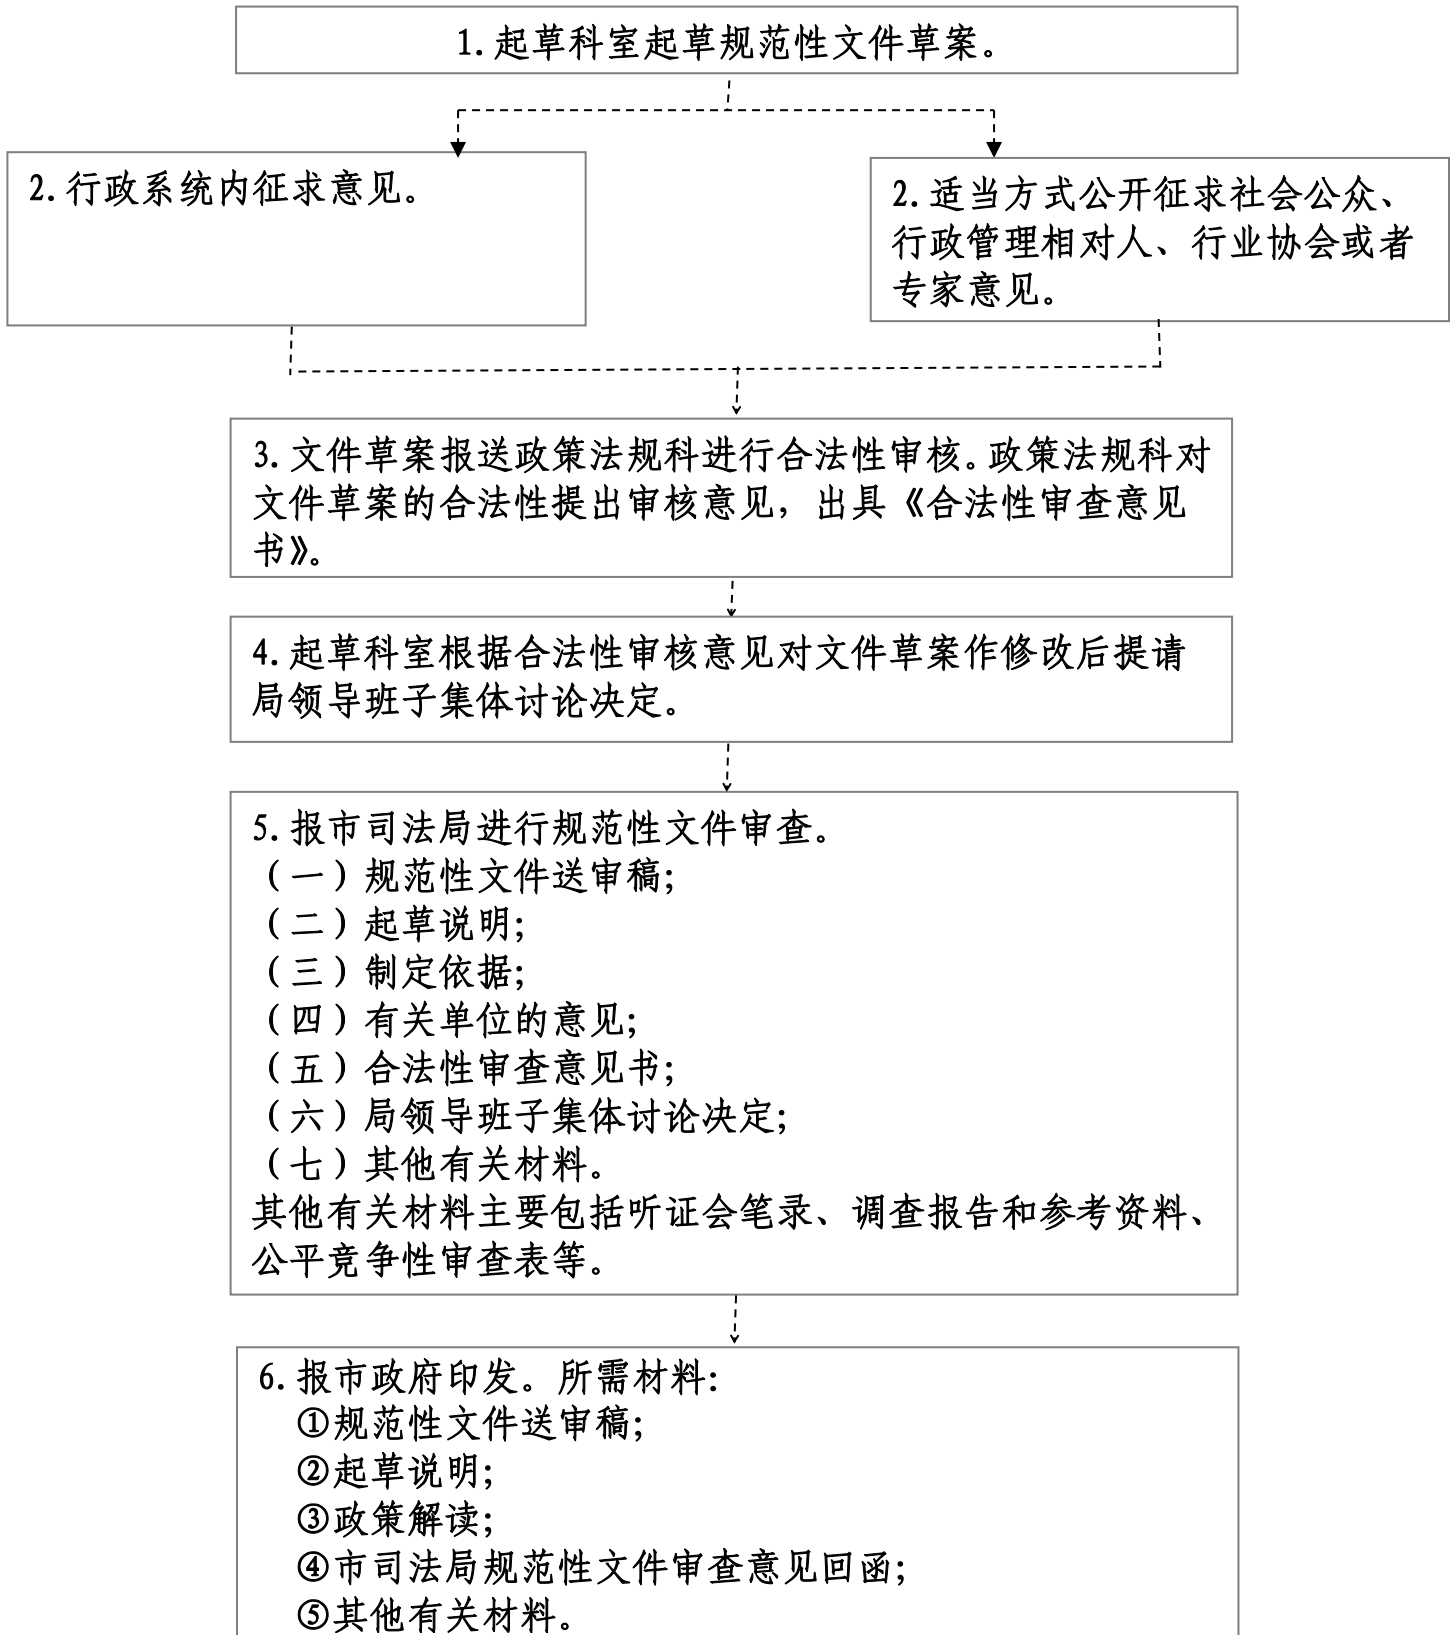 1.起草科室起草规范性文件草案。
2.行政系统内征求意见。
2.适当方式公开征求社会公众、
行政管理相对人、行业协会或者
专家意见。
3.文件草案报送政策法规科进行合法性审核。政策法规科对
文件草案的合法性提出审核意见，出具《合法性审查意见
书》。
4.起草科室根据合法性审核意见对文件草案作修改后提请
局领导班子集体讨论决定。
5.报市司法局进行规范性文件审查。
（一）规范性文件送审稿；
（二）起草说明；
（三）制定依据；
（四）有关单位的意见；
（五）合法性审查意见书；
（六）局领导班子集体讨论决定；
（七）其他有关材料。
其他有关材料主要包括听证会笔录、调查报告和参考资料、
公平竞争性审查表等。
6.报市政府印发。所需材料：
①规范性文件送审稿；
②起草说明；
③政策解读；
④市司法局规范性文件审查意见回函；
⑤其他有关材料。